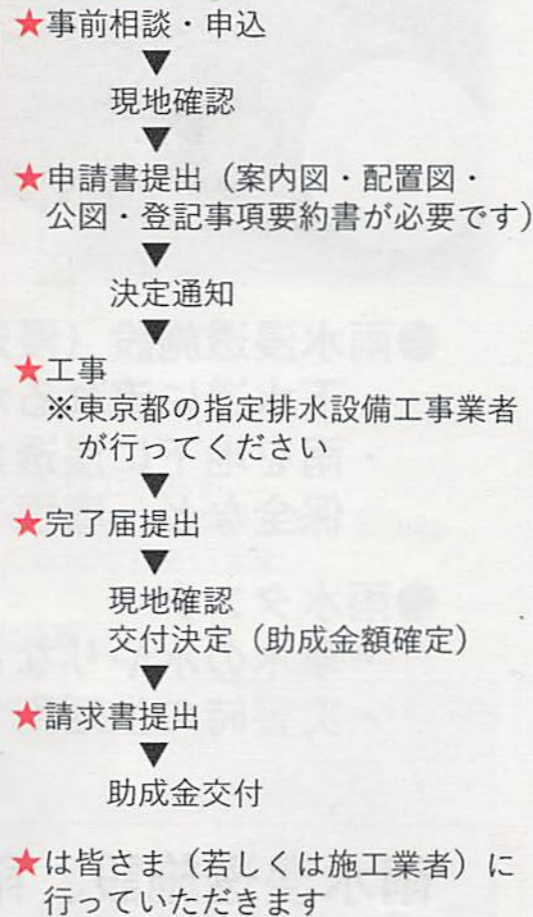 ★事前相談・申込
▼
現地確認
▼
★申請書提出（案内図・配置図・
公図・登記事項要約書が必要です）
▼
決定通知
▼
★工事
※東京都の指定排水設備工事業者
が行ってください
▼
★完了届提出
▼
現地確認
交付決定（助成金額確定）
▼
★請求書提出
▼
助成金交付
★は皆さま（若しくは施工業者）に
行っていただきます